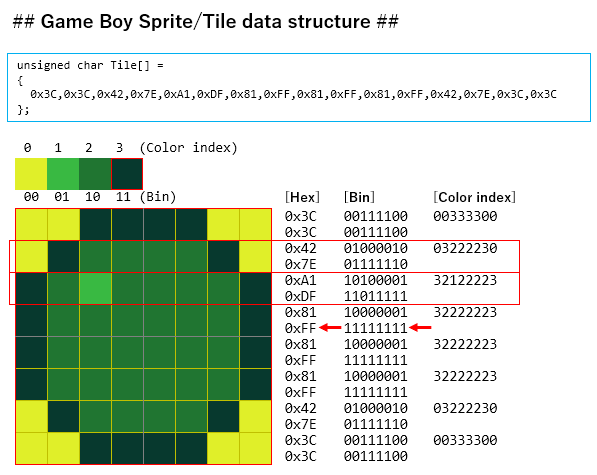 ## Game Boy Sprite/Tile data structure ##
unsigned char Tile[] =
{
0x3C,0x3C,0x42,0x7E,0xA1,0xDF,0x81,0xFF,0x81,0xFF,0x81,0xFF,0x42,0x7E,0x3C,0x3C
};
0 1 2 3 (Color index)
00 01 10 11 (Bin)
[Hex] [Bin] [Color index]
0x3C 00111100 00333300
0x3C 00111100
0x42 01000010 03222230
0x7E 01111110
0xA1 10100001 32122223
0xDF 11011111
0x81 10000001 32222223
0xFF 11111111
0x81 10000001 32222223
0xFF 11111111
0x81 10000001 32222223
0xFF 11111111
0x42 01000010 03222230
0x7E 01111110
0x3C 00111100 00333300
0x3C 00111100